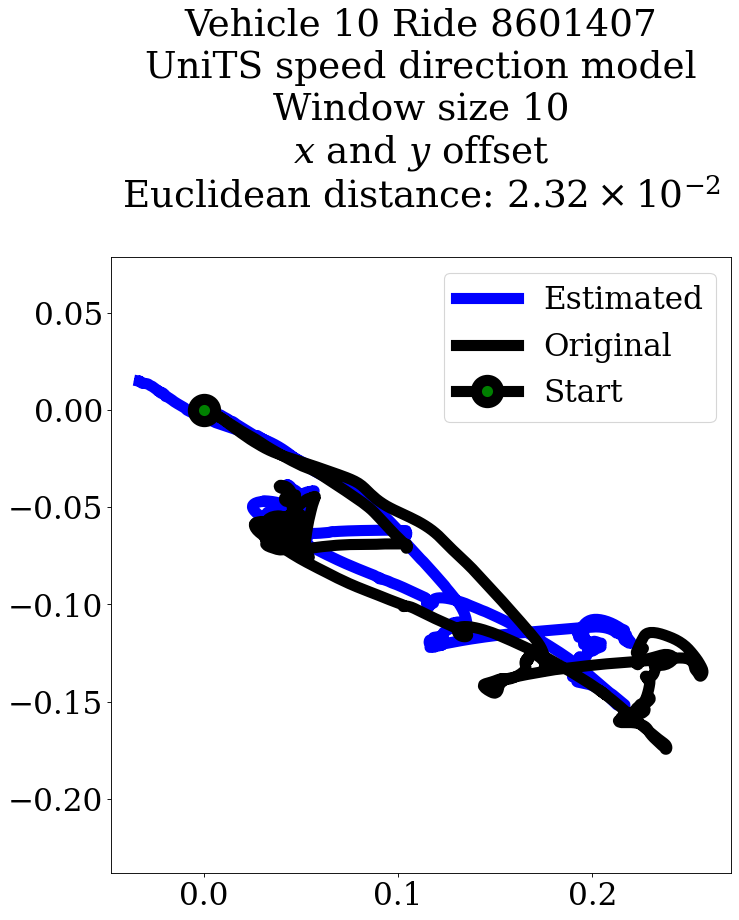 Vehicle 10 Ride 8601407
UniTS speed direction model
Window size 10
x and y offset
Euclidean distance: 2.32 × 10⁻²
Estimated
Original
Start
0.05
0.00
−0.05
−0.10
−0.15
−0.20
0.0 0.1 0.2